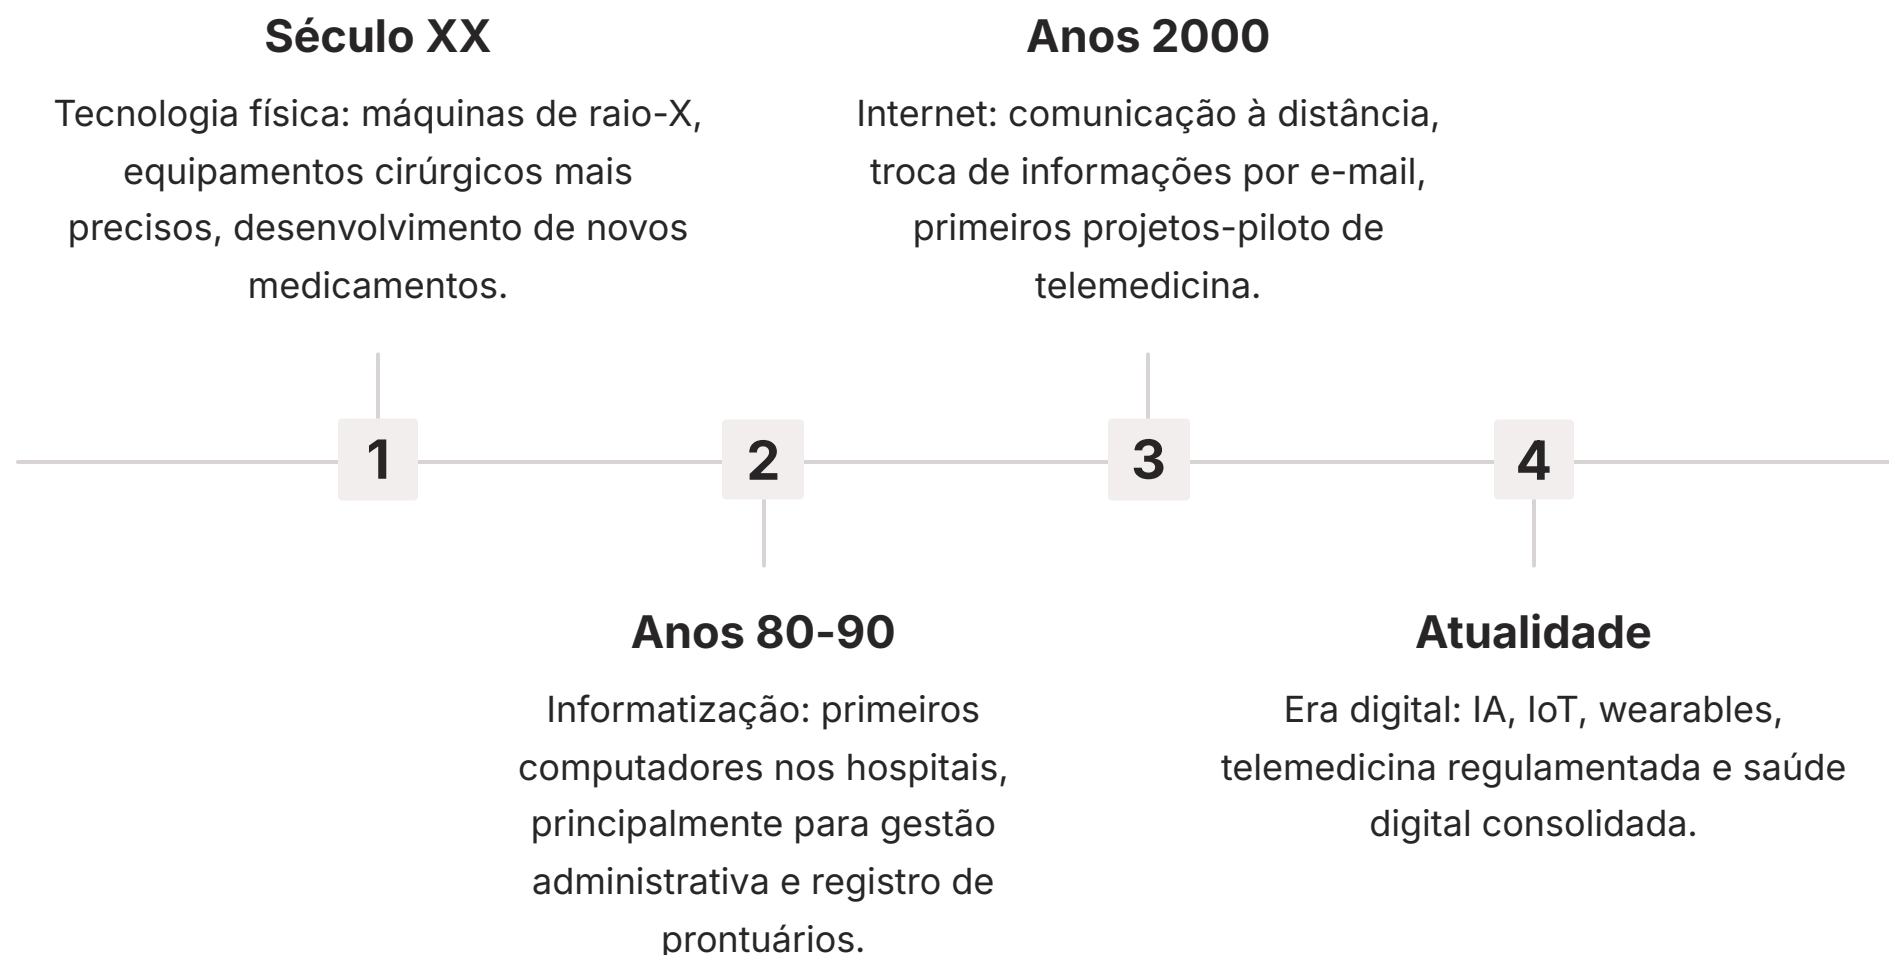 Século XX
Tecnologia física: máquinas de raio-X,
equipamentos cirúrgicos mais
precisos, desenvolvimento de novos
medicamentos.
Anos 2000
Internet: comunicação à distância,
troca de informações por e-mail,
primeiros projetos-piloto de
telemedicina.
1
2
3
4
Anos 80-90
Informatização: primeiros
computadores nos hospitais,
principalmente para gestão
administrativa e registro de
prontuários.
Atualidade
Era digital: IA, IoT, wearables,
telemedicina regulamentada e saúde
digital consolidada.